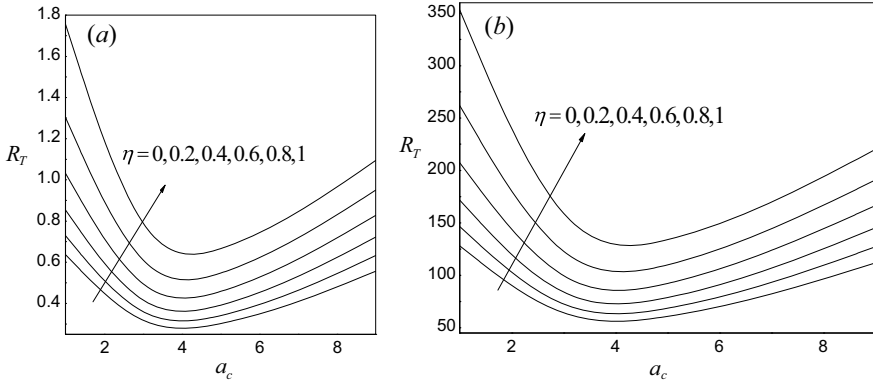 (a)
1.8
1.6
1.4
1.2
1.0
0.8
0.6
0.4
R_T
η = 0, 0.2, 0.4, 0.6, 0.8, 1
2 4 6 8
a_c
(b)
350
300
250
200
150
100
50
R_T
η = 0, 0.2, 0.4, 0.6, 0.8, 1
2 4 6 8
a_c